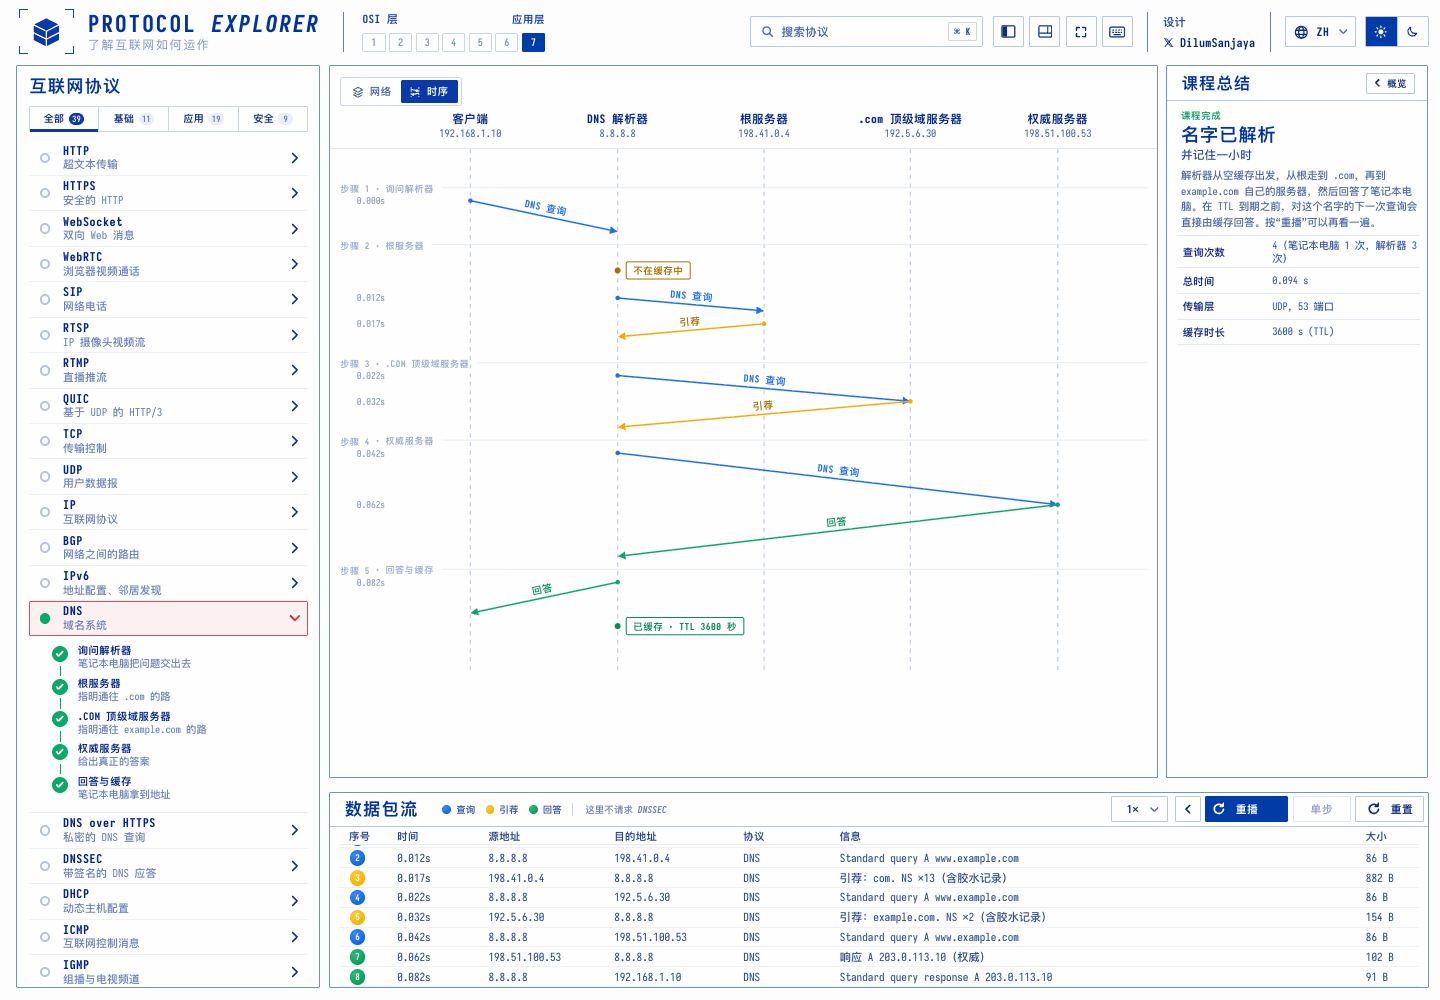 PROTOCOL EXPLORER
了解互联网如何运作
OSI 层 应用层
1 2 3 4 5 6 7
搜索协议 ⌘ K
设计
X DilumSanjaya
ZH
互联网协议
全部 39 基础 11 应用 19 安全 9
HTTP
超文本传输
HTTPS
安全的 HTTP
WebSocket
双向 Web 消息
WebRTC
浏览器视频通话
SIP
网络电话
RTSP
IP 摄像头视频流
RTMP
直播推流
QUIC
基于 UDP 的 HTTP/3
TCP
传输控制
UDP
用户数据报
IP
互联网协议
BGP
网络之间的路由
IPv6
地址配置、邻居发现
DNS
域名系统
询问解析器
笔记本电脑把问题交出去
根服务器
指明通往 .com 的路
.COM 顶级域服务器
指明通往 example.com 的路
权威服务器
给出真正的答案
回答与缓存
笔记本电脑拿到地址
DNS over HTTPS
私密的 DNS 查询
DNSSEC
带签名的 DNS 应答
DHCP
动态主机配置
ICMP
互联网控制消息
IGMP
组播与电视频道
网络 时序
客户端 DNS 解析器 根服务器 .com 顶级域服务器 权威服务器
192.168.1.10 8.8.8.8 198.41.0.4 192.5.6.30 198.51.100.53
步骤 1 · 询问解析器
0.000s
DNS 查询
步骤 2 · 根服务器
不在缓存中
0.012s
DNS 查询
0.017s
引荐
步骤 3 · .COM 顶级域服务器
0.022s
DNS 查询
0.032s
引荐
步骤 4 · 权威服务器
0.042s
DNS 查询
0.062s
回答
步骤 5 · 回答与缓存
0.082s
回答
已缓存 · TTL 3600 秒
课程总结 概览
课程完成
名字已解析
并记住一小时
解析器从空缓存出发，从根走到 .com，再到
example.com 自己的服务器，然后回答了笔记本电
脑。在 TTL 到期之前，对这个名字的下一次查询会
直接由缓存回答。按“重播”可以再看一遍。
查询次数 4 (笔记本电脑 1 次，解析器 3
次)
总时间 0.094 s
传输层 UDP, 53 端口
缓存时长 3600 s (TTL)
数据包流 查询 引荐 回答 这里不请求 DNSSEC
1× 重播 单步 重置
序号 时间 源地址 目的地址 协议 信息 大小
2 0.012s 8.8.8.8 198.41.0.4 DNS Standard query A www.example.com 86 B
3 0.017s 198.41.0.4 8.8.8.8 DNS 引荐: com. NS ×13 (含胶水记录) 882 B
4 0.022s 8.8.8.8 192.5.6.30 DNS Standard query A www.example.com 86 B
5 0.032s 192.5.6.30 8.8.8.8 DNS 引荐: example.com. NS ×2 (含胶水记录) 154 B
6 0.042s 8.8.8.8 198.51.100.53 DNS Standard query A www.example.com 86 B
7 0.062s 198.51.100.53 8.8.8.8 DNS 响应 A 203.0.113.10 (权威) 102 B
8 0.082s 8.8.8.8 192.168.1.10 DNS Standard query response A 203.0.113.10 91 B